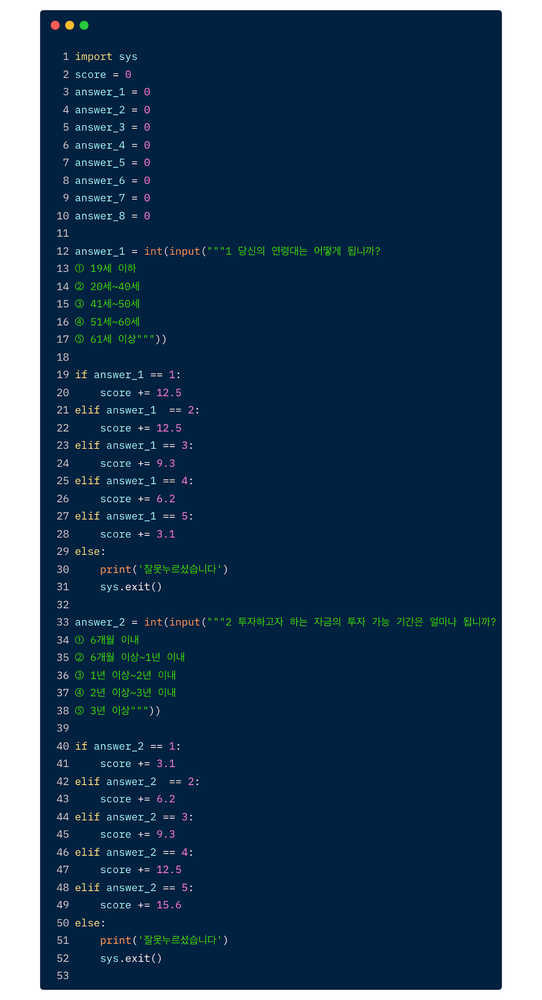 1 import sys
2 score = 0
3 answer_1 = 0
4 answer_2 = 0
5 answer_3 = 0
6 answer_4 = 0
7 answer_5 = 0
8 answer_6 = 0
9 answer_7 = 0
10 answer_8 = 0
11
12 answer_1 = int(input("""1 당신의 연령대는 어떻게 됩니까?
13 ① 19세 이하
14 ② 20세~40세
15 ③ 41세~50세
16 ④ 51세~60세
17 ⑤ 61세 이상"""))
18
19 if answer_1 == 1:
20     score += 12.5
21 elif answer_1  == 2:
22     score += 12.5
23 elif answer_1 == 3:
24     score += 9.3
25 elif answer_1 == 4:
26     score += 6.2
27 elif answer_1 == 5:
28     score += 3.1
29 else:
30     print('잘못누르셨습니다')
31     sys.exit()
32
33 answer_2 = int(input("""2 투자하고자 하는 자금의 투자 가능 기간은 얼마나 됩니까?
34 ① 6개월 이내
35 ② 6개월 이상~1년 이내
36 ③ 1년 이상~2년 이내
37 ④ 2년 이상~3년 이내
38 ⑤ 3년 이상"""))
39
40 if answer_2 == 1:
41     score += 3.1
42 elif answer_2  == 2:
43     score += 6.2
44 elif answer_2 == 3:
45     score += 9.3
46 elif answer_2 == 4:
47     score += 12.5
48 elif answer_2 == 5:
49     score += 15.6
50 else:
51     print('잘못누르셨습니다')
52     sys.exit()
53